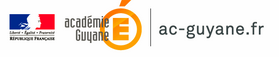 Liberté • Égalité • Fraternité
RÉPUBLIQUE FRANÇAISE
académie
Guyane
ac-guyane.fr